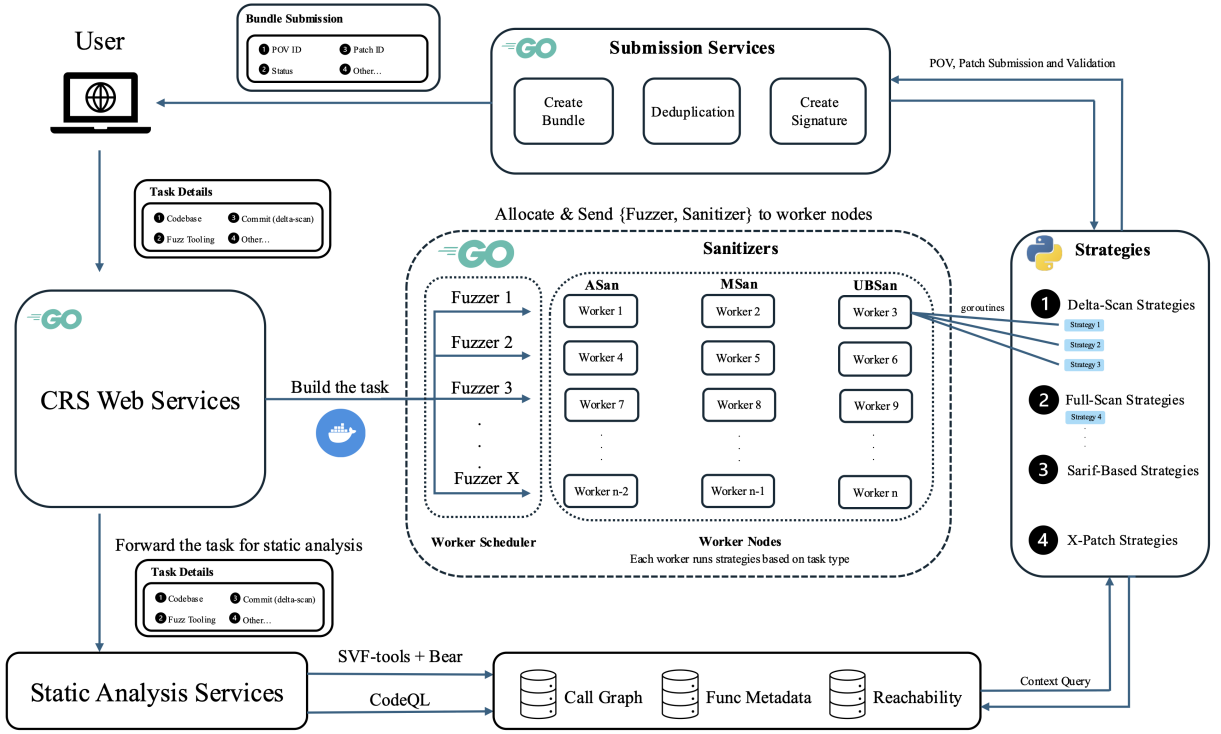 User
Bundle Submission
1 POV ID
3 Patch ID
2 Status
4 Other...
GO
Submission Services
Create
Bundle
Deduplication
Create
Signature
POV, Patch Submission and Validation
Task Details
1 Codebase
3 Commit (delta-scan)
2 Fuzz Tooling
4 Other...
Allocate & Send {Fuzzer, Sanitizer} to worker nodes
GO
CRS Web Services
Build the task
GO
Fuzzer 1
Fuzzer 2
Fuzzer 3
Fuzzer X
Worker Scheduler
Sanitizers
ASan
MSan
UBSan
Worker 1
Worker 2
Worker 3
Worker 4
Worker 5
Worker 6
Worker 7
Worker 8
Worker 9
Worker n-2
Worker n-1
Worker n
Worker Nodes
Each worker runs strategies based on task type
goroutines
Strategies
1 Delta-Scan Strategies
Strategy 1
Strategy 2
Strategy 3
2 Full-Scan Strategies
Strategy 4
3 Sarif-Based Strategies
4 X-Patch Strategies
Forward the task for static analysis
Task Details
1 Codebase
3 Commit (delta-scan)
2 Fuzz Tooling
4 Other...
Static Analysis Services
SVF-tools + Bear
CodeQL
Call Graph
Func Metadata
Reachability
Context Query